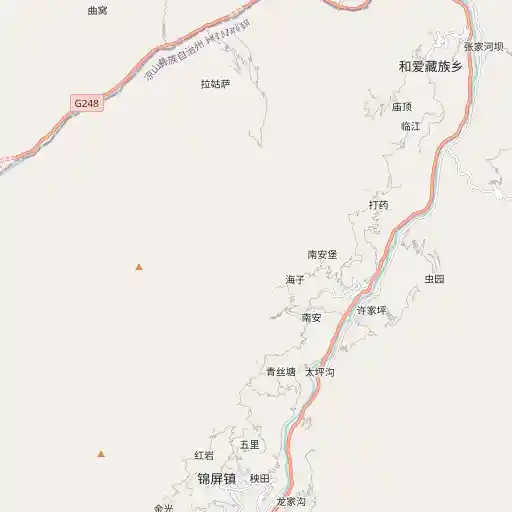 曲窝
张家河坝
凉山彝族自治州
和爱藏族乡
拉姑萨
G248
庙顶
临江
打药
南安堡
海子
虫园
许家坪
南安
青丝塘
太坪沟
五里
红岩
锦屏镇
秧田
龙家沟
金光